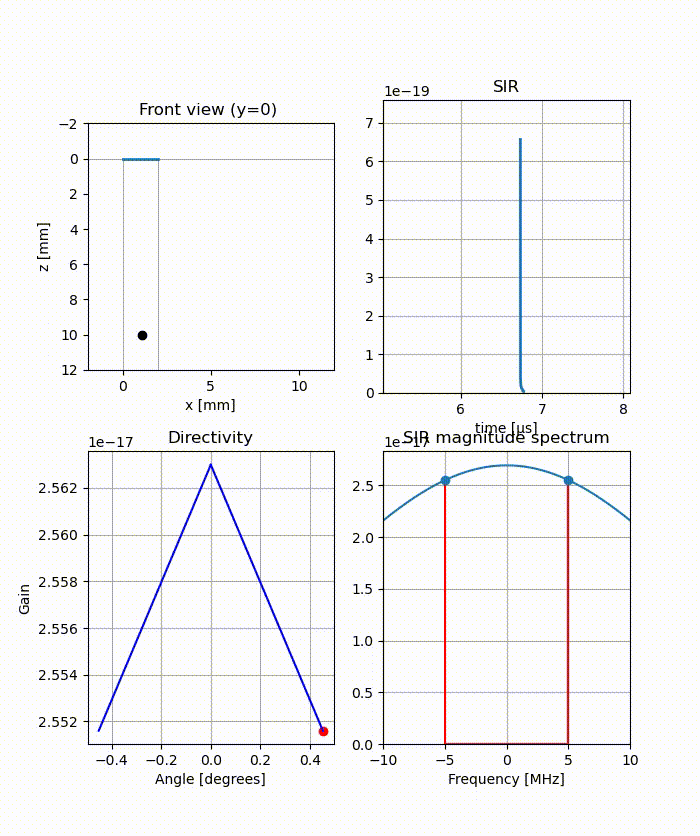 Front view (y=0)
−2
0
2
4
6
8
10
12
z [mm]
0 5 10
x [mm]
SIR
1e−19
7
6
5
4
3
2
1
0
6 7 8
time [μs]
Directivity
1e−17
2.562
2.560
2.558
2.556
2.554
2.552
Gain
−0.4 −0.2 0.0 0.2 0.4
Angle [degrees]
SIR magnitude spectrum
1e−17
2.5
2.0
1.5
1.0
0.5
0.0
−10 −5 0 5 10
Frequency [MHz]